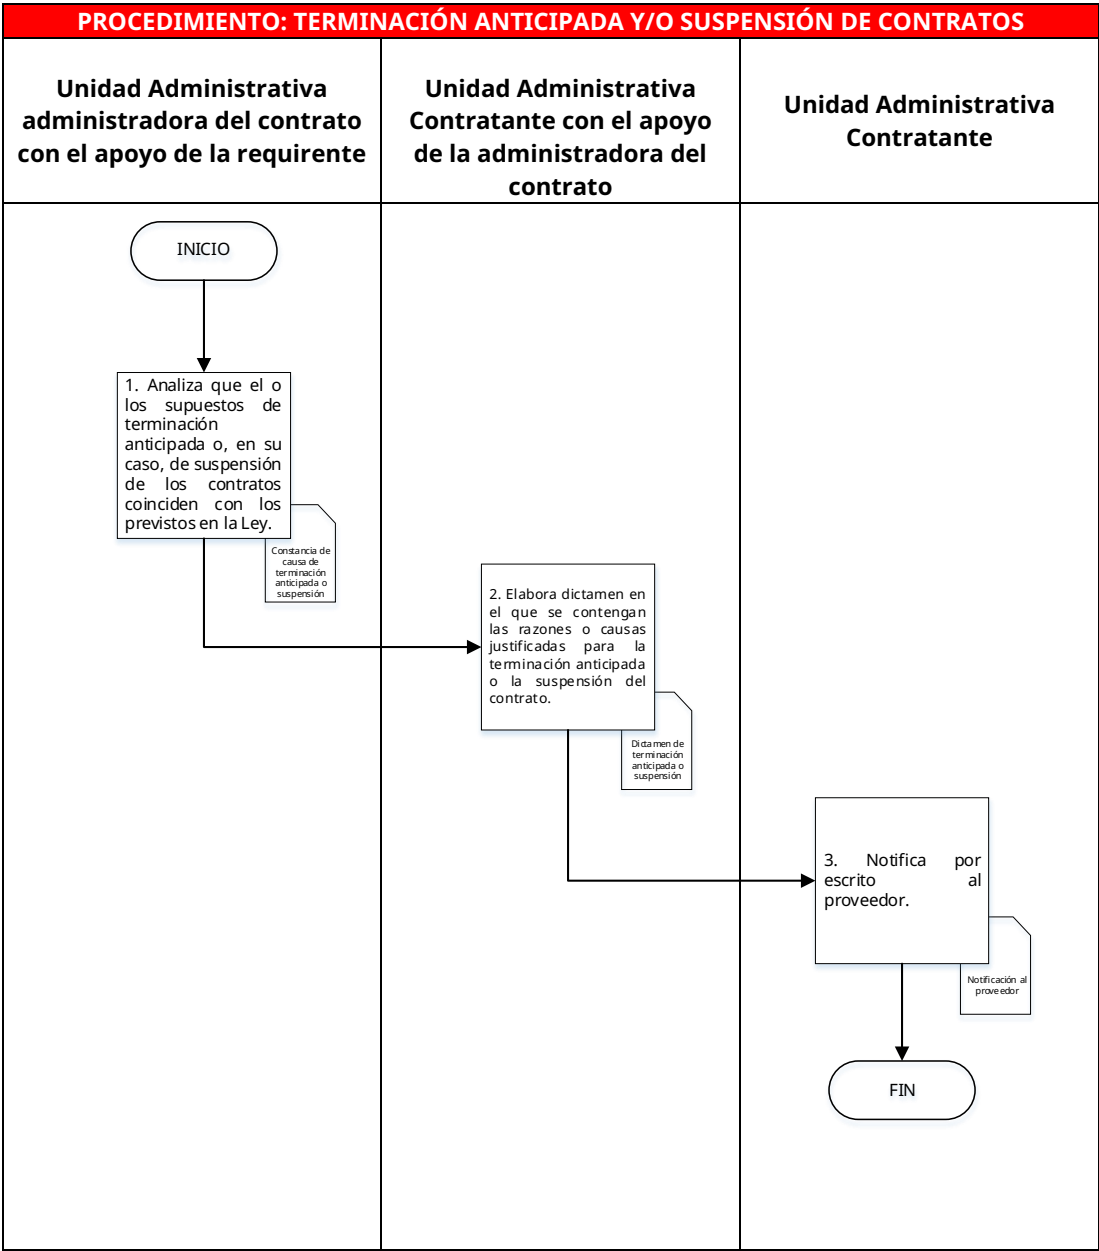 PROCEDIMIENTO: TERMINACIÓN ANTICIPADA Y/O SUSPENSIÓN DE CONTRATOS
Unidad Administrativa
administradora del contrato
con el apoyo de la requirente
Unidad Administrativa
Contratante con el apoyo
de la administradora del
contrato
Unidad Administrativa
Contratante
INICIO
1. Analiza que el o
los supuestos de
terminación
anticipada o, en su
caso, de suspensión
de los contratos
coinciden con los
previstos en la Ley.
Constancia de
causa de
terminación
anticipada o
suspensión
2. Elabora dictamen en
el que se contengan
las razones o causas
justificadas para la
terminación anticipada
o la suspensión del
contrato.
Dictamen de
terminación
anticipada o
suspensión
3. Notifica por
escrito al
proveedor.
Notificación al
proveedor
FIN